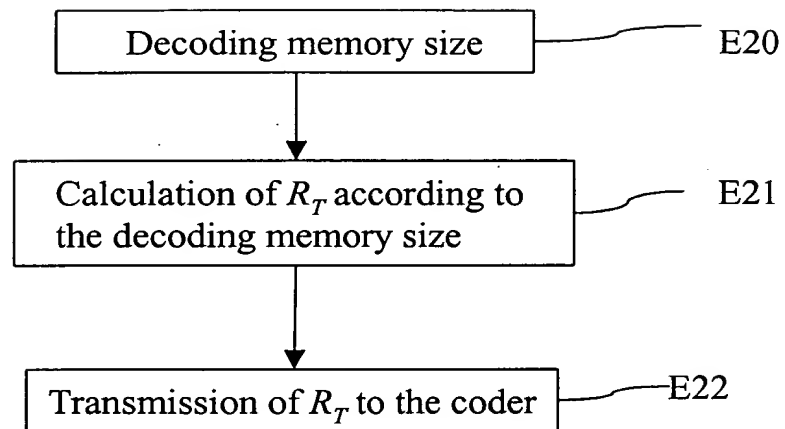 Decoding memory size
E20
Calculation of R_T according to
the decoding memory size
E21
Transmission of R_T to the coder
E22